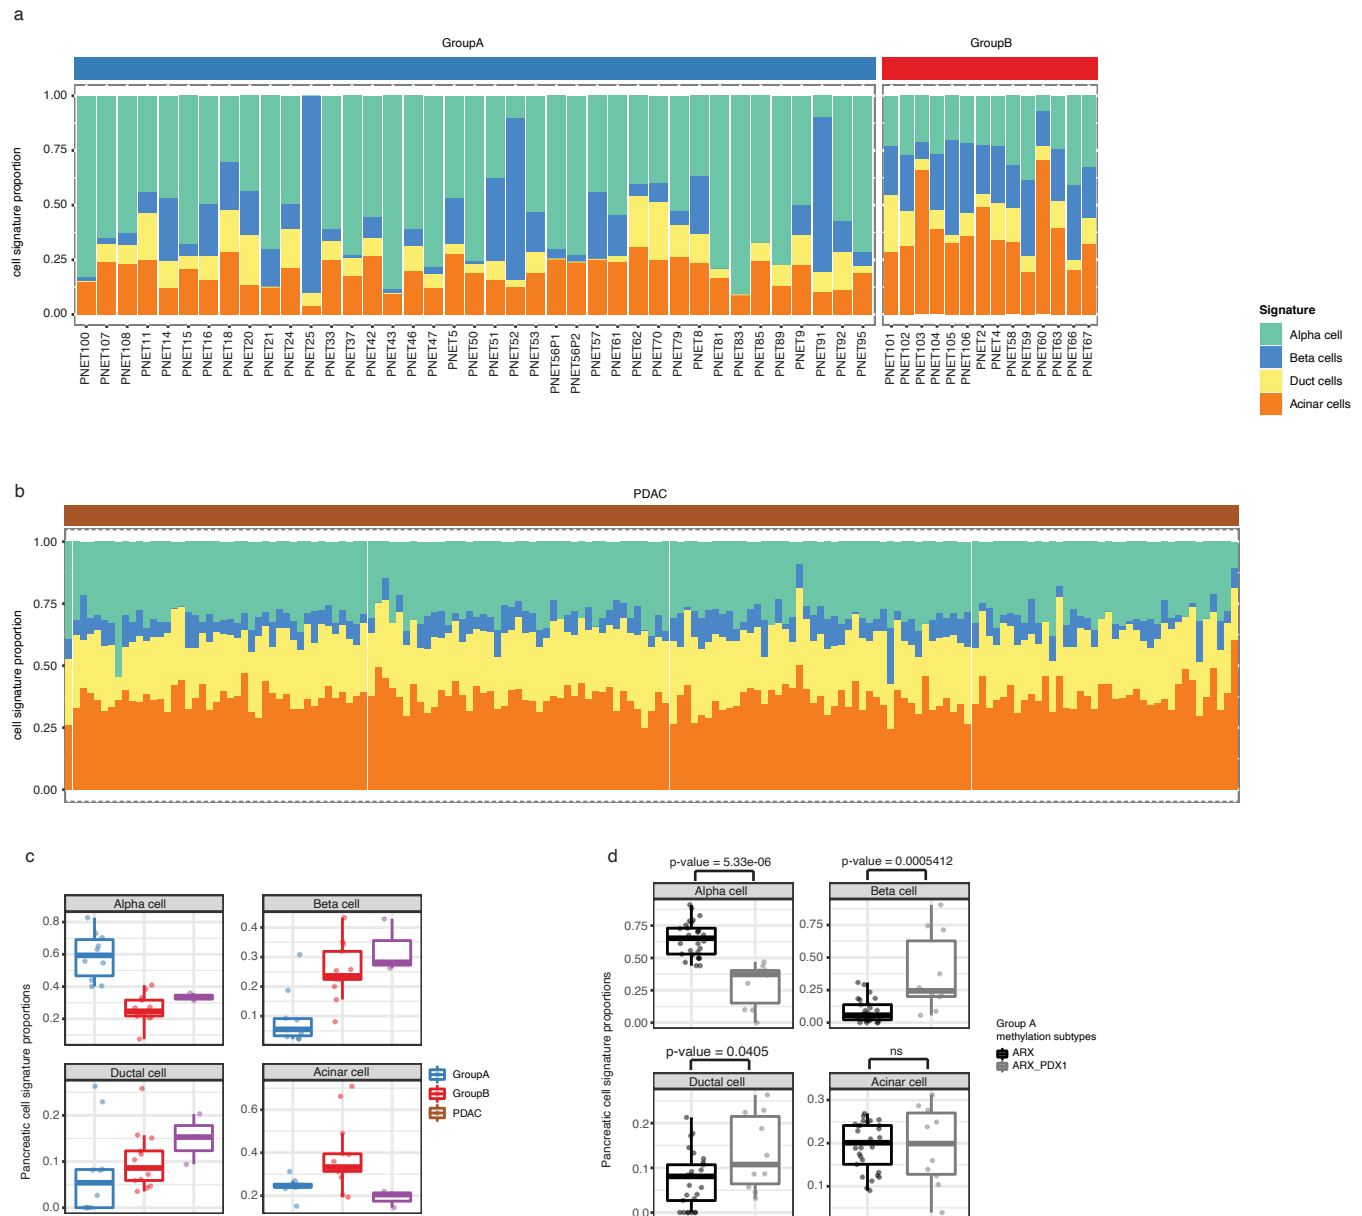 a
GroupA
GroupB
1.00
0.75
0.50
0.25
0.00
cell signature proportion
PNET100
PNET107
PNET108
PNET11
PNET14
PNET15
PNET16
PNET18
PNET20
PNET21
PNET24
PNET25
PNET33
PNET37
PNET42
PNET43
PNET46
PNET47
PNET5
PNET50
PNET51
PNET52
PNET53
PNET56P1
PNET56P2
PNET57
PNET61
PNET62
PNET70
PNET79
PNET8
PNET81
PNET83
PNET85
PNET89
PNET9
PNET91
PNET92
PNET95
PNET101
PNET102
PNET103
PNET104
PNET105
PNET106
PNET2
PNET4
PNET58
PNET59
PNET60
PNET63
PNET66
PNET67
Signature
Alpha cell
Beta cells
Duct cells
Acinar cells
b
PDAC
1.00
0.75
0.50
0.25
0.00
cell signature proportion
c
Pancreatic cell signature proportions
Alpha cell
0.8
0.6
0.4
0.2
Beta cell
0.4
0.3
0.2
0.1
Ductal cell
0.2
0.1
0.0
Acinar cell
0.6
0.4
0.2
GroupA
GroupB
PDAC
d
Pancreatic cell signature proportions
p-value = 5.33e-06
Alpha cell
0.75
0.50
0.25
0.00
p-value = 0.0005412
Beta cell
0.75
0.50
0.25
0.00
p-value = 0.0405
Ductal cell
0.2
0.1
0.0
ns
Acinar cell
0.3
0.2
0.1
Group A
methylation subtypes
ARX
ARX_PDX1